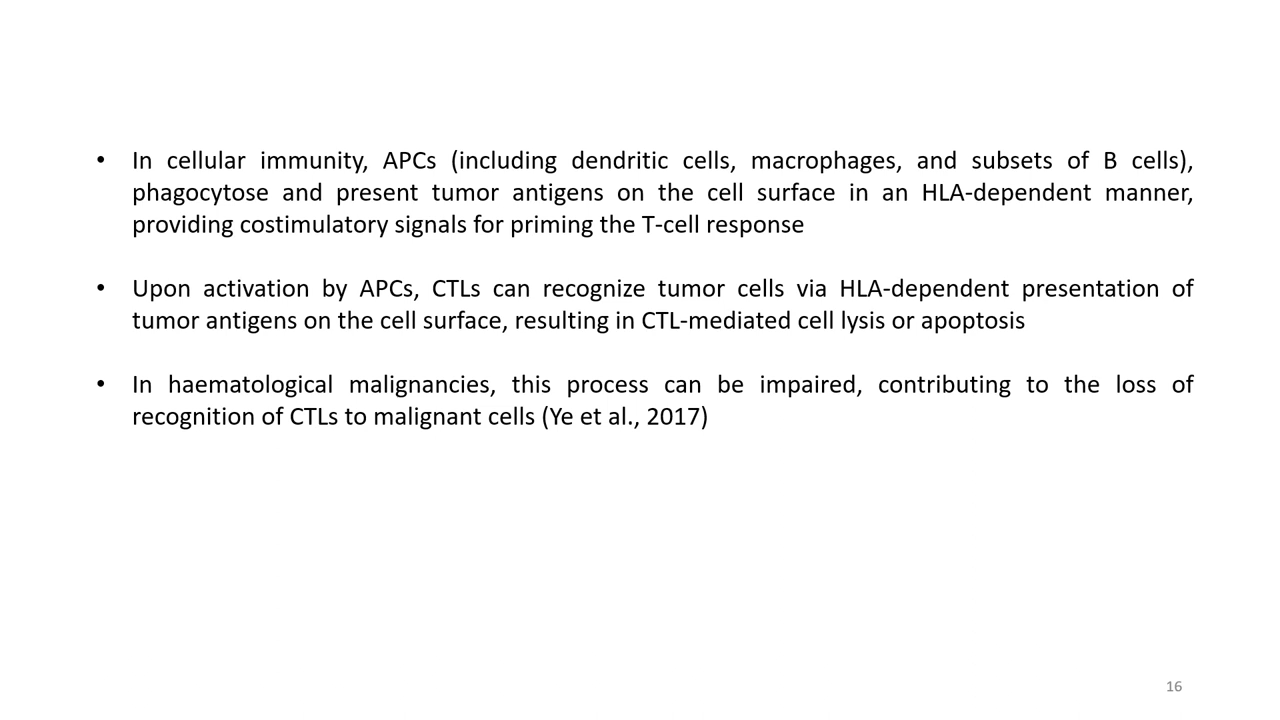 • In cellular immunity, APCs (including dendritic cells, macrophages, and subsets of B cells),
phagocytose and present tumor antigens on the cell surface in an HLA-dependent manner,
providing costimulatory signals for priming the T-cell response
• Upon activation by APCs, CTLs can recognize tumor cells via HLA-dependent presentation of
tumor antigens on the cell surface, resulting in CTL-mediated cell lysis or apoptosis
• In haematological malignancies, this process can be impaired, contributing to the loss of
recognition of CTLs to malignant cells (Ye et al., 2017)
16